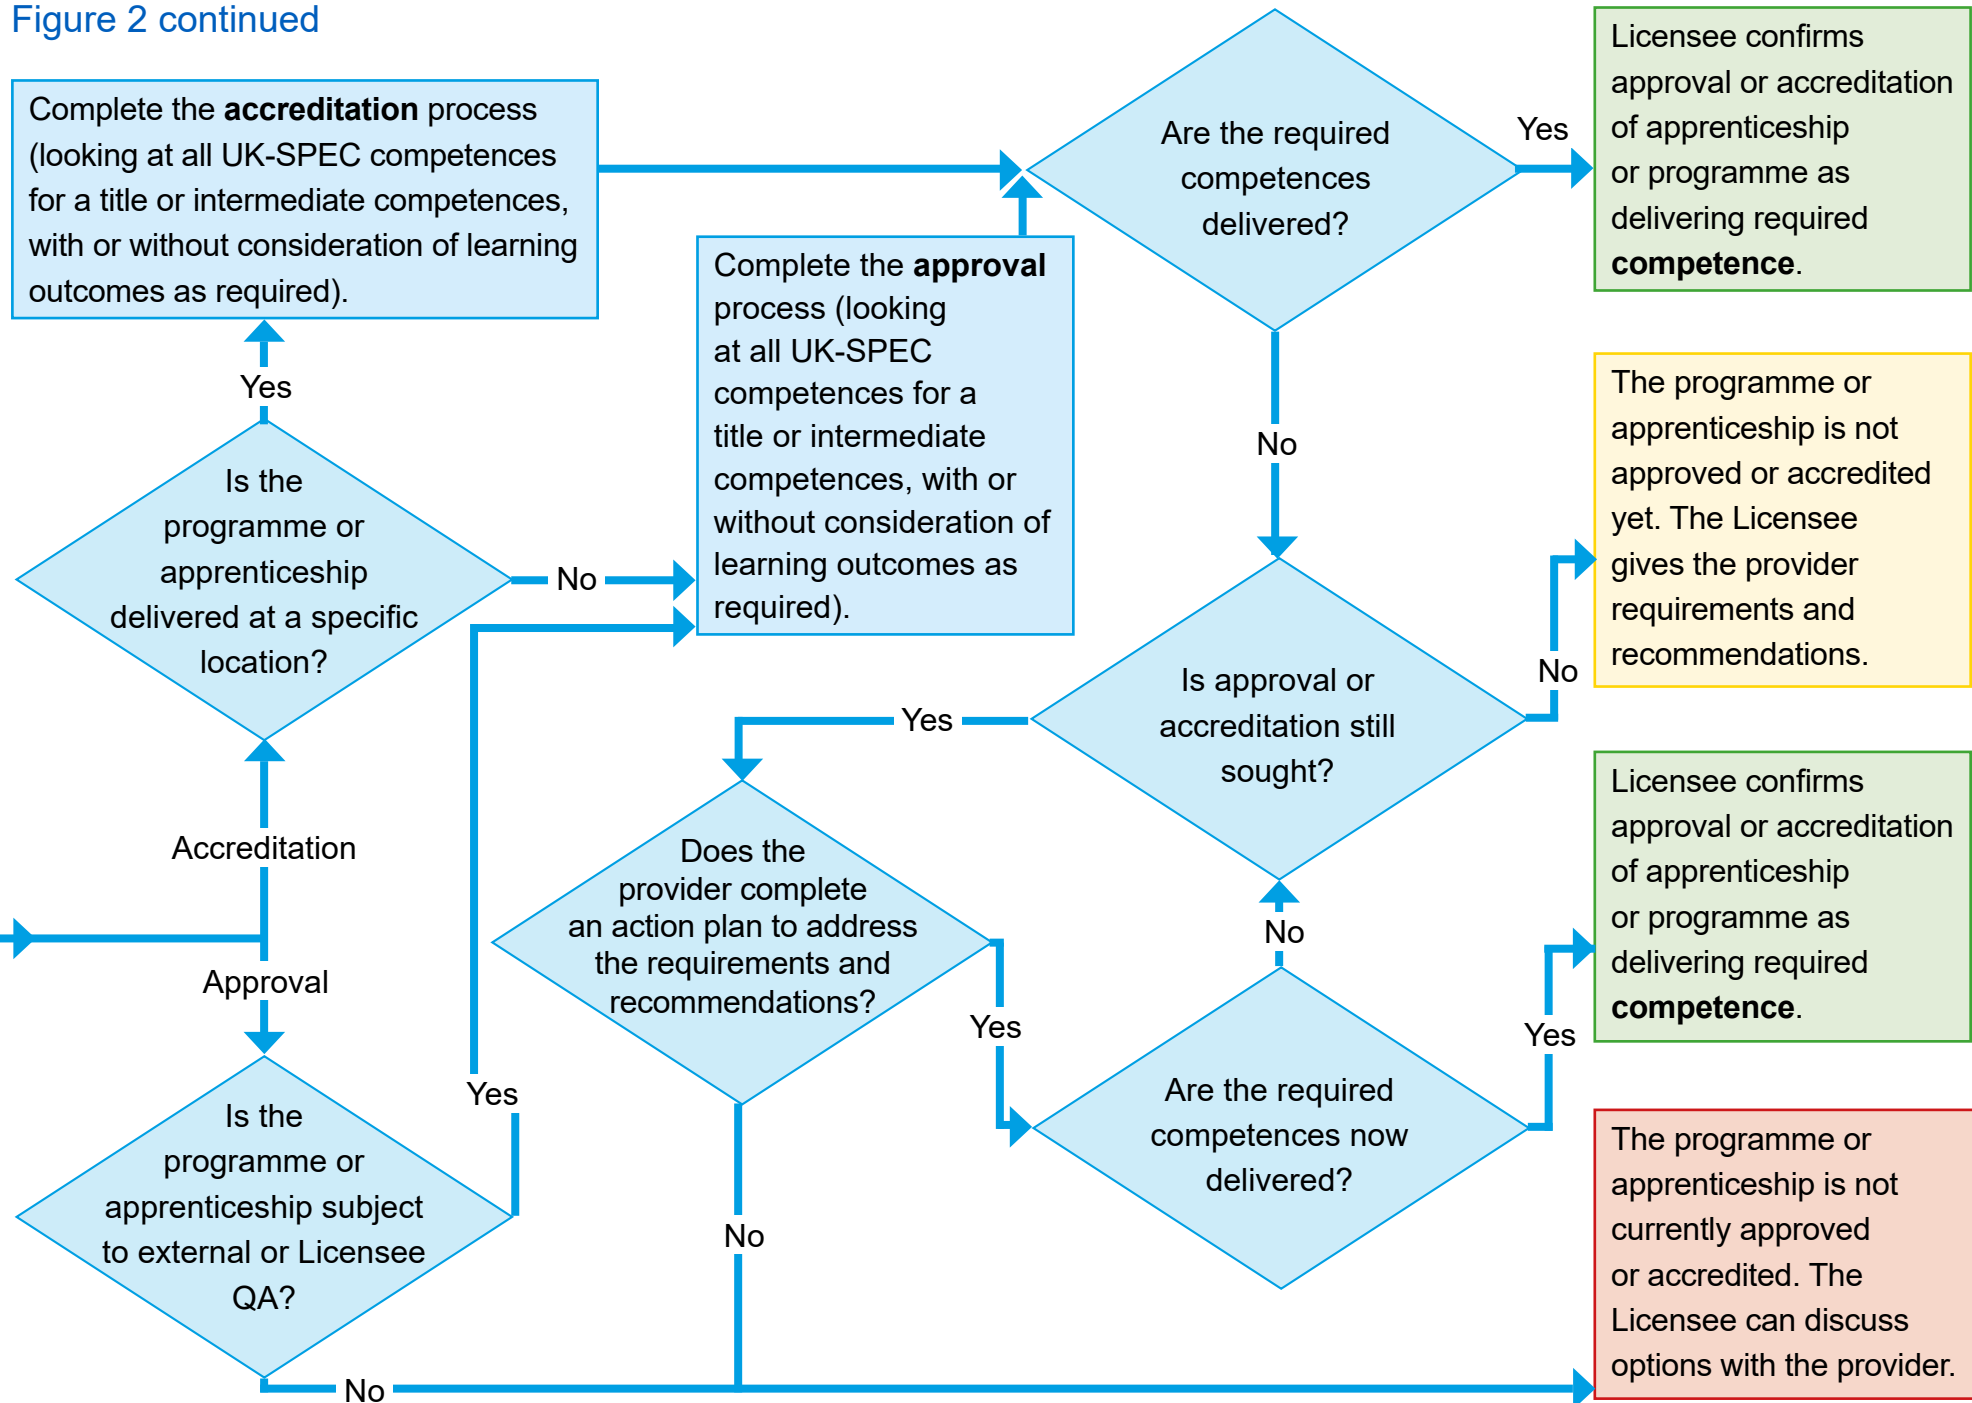 Figure 2 continued
Complete the accreditation process
(looking at all UK-SPEC competences
for a title or intermediate competences,
with or without consideration of learning
outcomes as required).
Yes
Is the
programme or
apprenticeship
delivered at a specific
location?
No
Accreditation
Approval
Is the
programme or
apprenticeship subject
to external or Licensee
QA?
Yes
No
Complete the approval
process (looking
at all UK-SPEC
competences for a
title or intermediate
competences, with or
without consideration of
learning outcomes as
required).
Are the required
competences
delivered?
Yes
No
Licensee confirms
approval or accreditation
of apprenticeship
or programme as
delivering required
competence.
Is approval or
accreditation still
sought?
Yes
No
The programme or
apprenticeship is not
approved or accredited
yet. The Licensee
gives the provider
requirements and
recommendations.
Does the
provider complete
an action plan to address
the requirements and
recommendations?
Yes
No
Are the required
competences now
delivered?
No
Yes
Licensee confirms
approval or accreditation
of apprenticeship
or programme as
delivering required
competence.
The programme or
apprenticeship is not
currently approved
or accredited. The
Licensee can discuss
options with the provider.